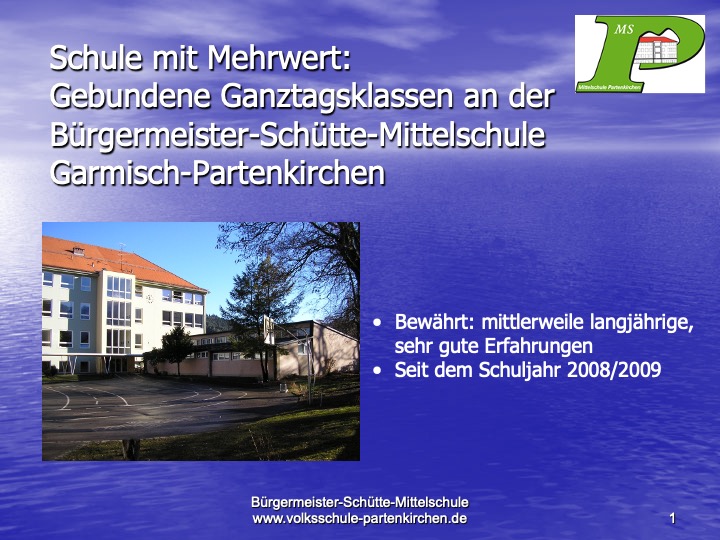 MS
Mittelschule Partenkirchen
Schule mit Mehrwert:
Gebundene Ganztagsklassen an der
Bürgermeister-Schütte-Mittelschule
Garmisch-Partenkirchen
• Bewährt: mittlerweile langjährige,
sehr gute Erfahrungen
• Seit dem Schuljahr 2008/2009
Bürgermeister-Schütte-Mittelschule
www.volksschule-partenkirchen.de
1